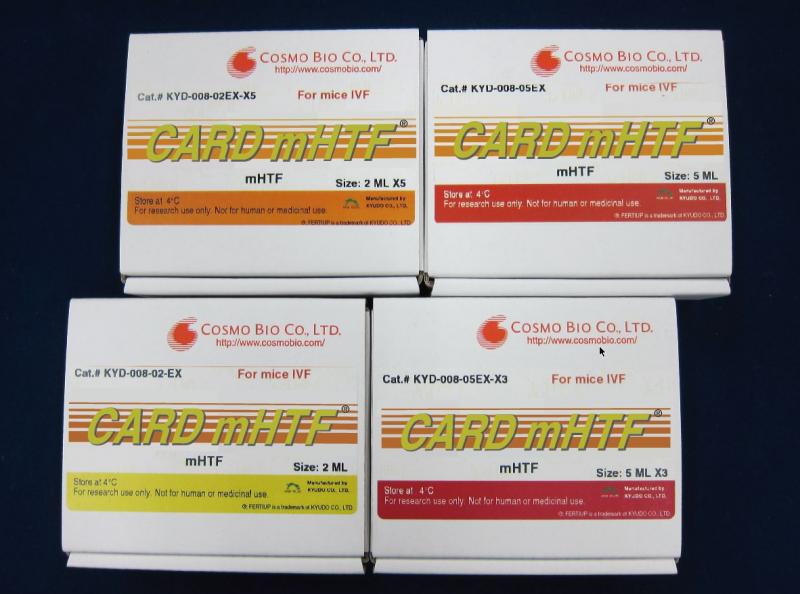 COSMO BIO CO., LTD.
http://www.cosmobio.com/
Cat.# KYD-008-02EX-X5 For mice IVF
CARD mHTF®
mHTF
Size: 2 ML X5
Store at 4°C
For research use only. Not for human or medicinal use.
Manufactured by
KYUDO CO., LTD.
®: FERTIUP is a trademark of KYUDO CO., LTD.
COSMO BIO CO., LTD.
http://www.cosmobio.com/
Cat.# KYD-008-05EX For mice IVF
CARD mHTF®
mHTF
Size: 5 ML
Store at 4°C
For research use only. Not for human or medicinal use.
Manufactured by
KYUDO CO., LTD.
®: FERTIUP is a trademark of KYUDO CO., LTD.
COSMO BIO CO., LTD.
http://www.cosmobio.com/
Cat.# KYD-008-02-EX For mice IVF
CARD mHTF®
mHTF
Size: 2 ML
Store at 4°C
For research use only. Not for human or medicinal use.
Manufactured by
KYUDO CO., LTD.
®: FERTIUP is a trademark of KYUDO CO., LTD.
COSMO BIO CO., LTD.
http://www.cosmobio.com/
Cat.# KYD-008-05EX-X3 For mice IVF
CARD mHTF®
mHTF
Size: 5 ML X3
Store at 4°C
For research use only. Not for human or medicinal use.
Manufactured by
KYUDO CO., LTD.
®: FERTIUP is a trademark of KYUDO CO., LTD.